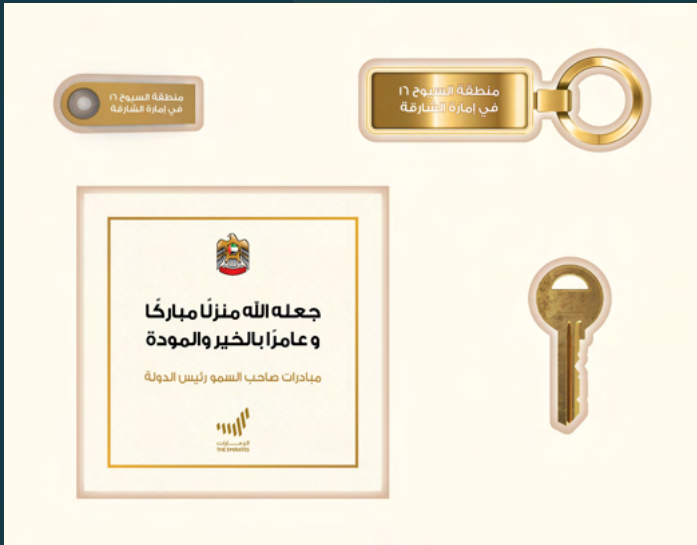 منطقة السيوح ١٦
في إمارة الشارقة
منطقة السيوح ١٦
في إمارة الشارقة
جعله الله منزلًا مباركًا
و عامرًا بالخير والمودة
مبادرات صاحب السمو رئيس الدولة
الإمارات
THE EMIRATES